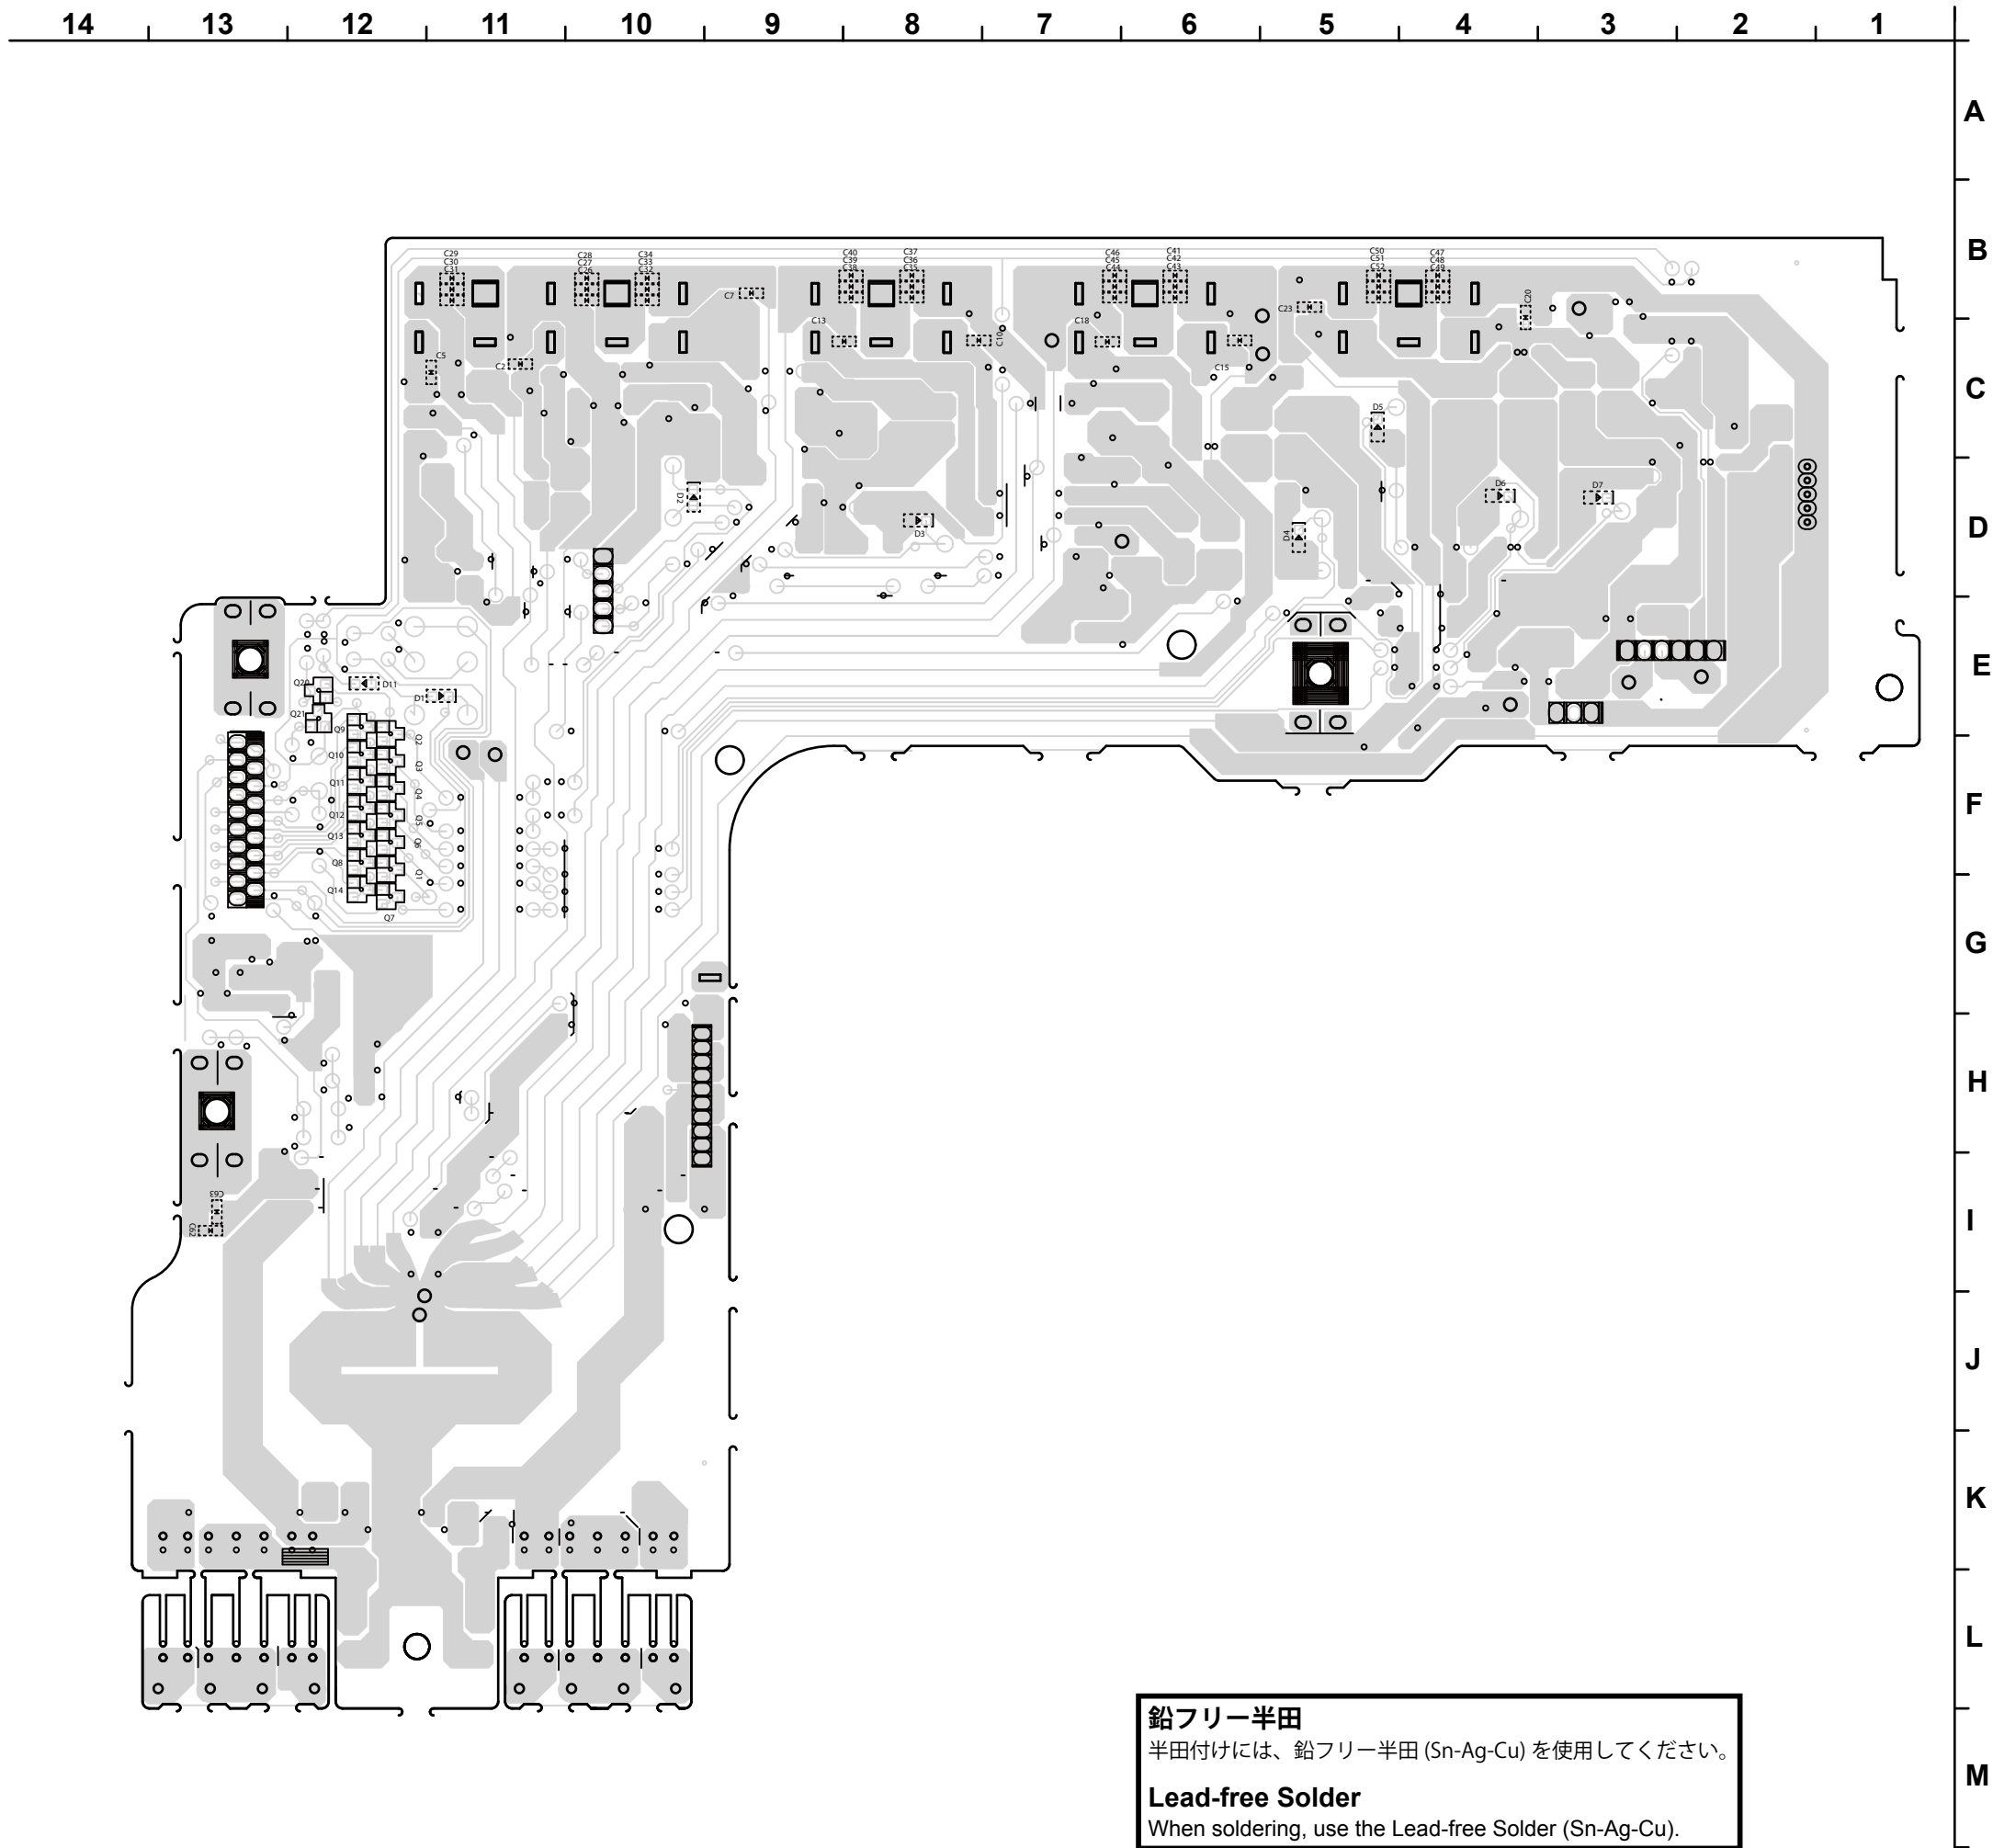 14 13 12 11 10 9 8 7 6 5 4 3 2 1
A
B
C29
C30
C31
C28
C27
C26
C34
C33
C32
C7
C40
C39
C38
C37
C36
C35
C46
C45
C44
C41
C42
C43
C50
C51
C52
C47
C48
C49
C23
C20
C13
C18
C10
C5
C2
C15
C
D5
D2
D3
D4
D6
D7
D
E
Q20
D11
D1
Q21
Q9
Q2
Q10
Q3
Q11
Q4
Q12
Q5
Q13
Q6
Q8
Q1
Q14
Q7
F
G
H
C63
C62
I
J
K
L
M
鉛フリー半田
半田付けには、鉛フリー半田 (Sn-Ag-Cu) を使用してください。
Lead-free Solder
When soldering, use the Lead-free Solder (Sn-Ag-Cu).